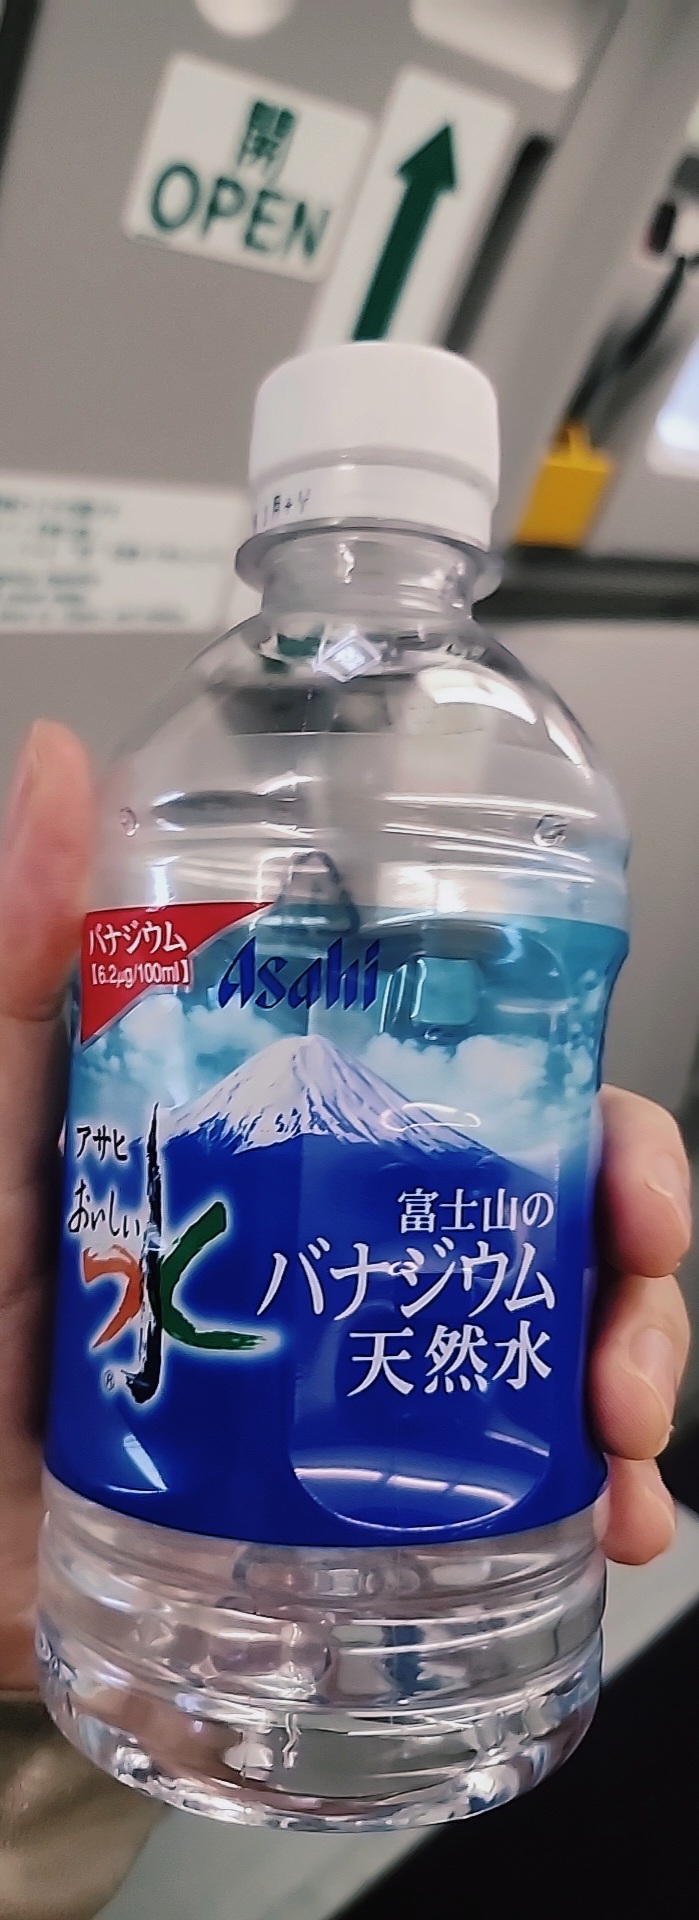 開
OPEN
バナジウム
【6.2μg/100ml】
Asahi
アサヒ
おいしい
水
®
富士山の
バナジウム
天然水